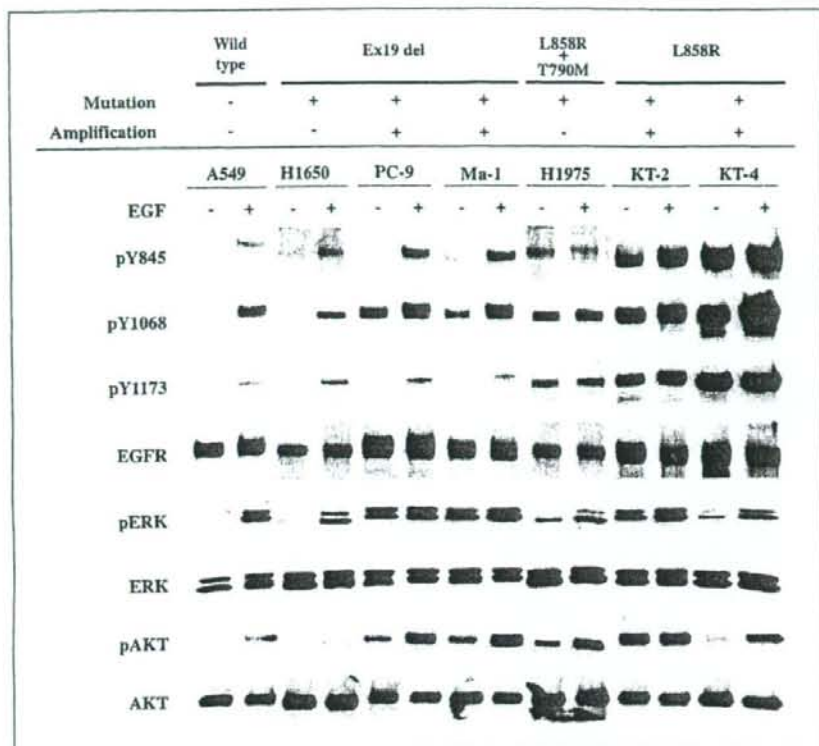 Wild type Ex19 del L858R + T790M L858R
Mutation - + + + + + +
Amplification - - + + - + +
A549 H1650 PC-9 Ma-1 H1975 KT-2 KT-4
EGF - + - + - + - + - + - + - +
pY845
pY1068
pY1173
EGFR
pERK
ERK
pAKT
AKT